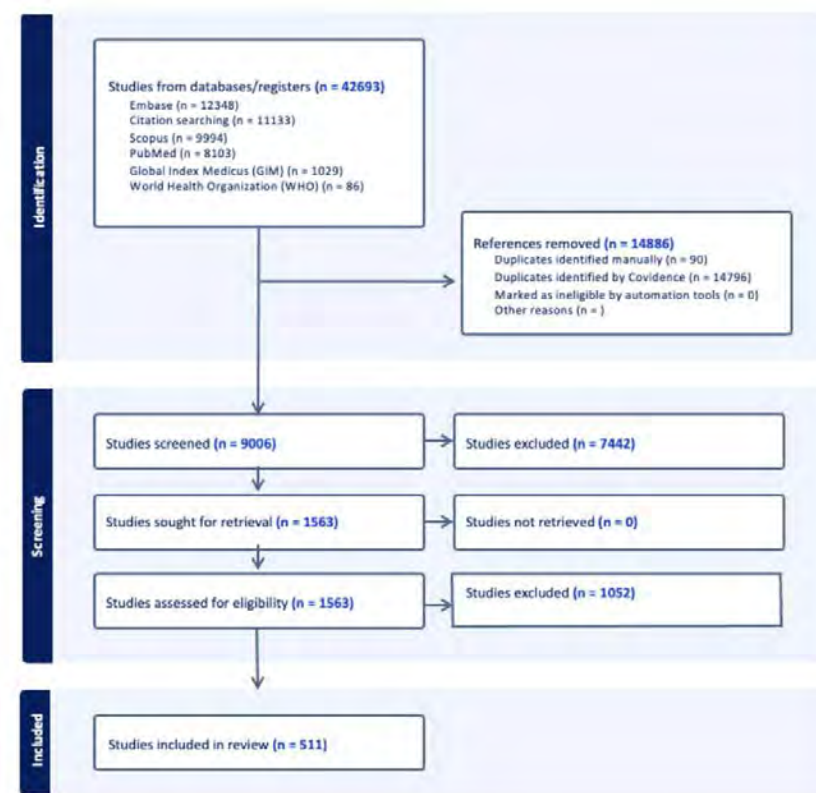 Identification
Studies from databases/registers (n = 42693)
Embase (n = 12348)
Citation searching (n = 11133)
Scopus (n = 9994)
PubMed (n = 8103)
Global Index Medicus (GIM) (n = 1029)
World Health Organization (WHO) (n = 86)
References removed (n = 14886)
Duplicates identified manually (n = 90)
Duplicates identified by Covidence (n = 14796)
Marked as ineligible by automation tools (n = 0)
Other reasons (n = )
Screening
Studies screened (n = 9006)
Studies excluded (n = 7442)
Studies sought for retrieval (n = 1563)
Studies not retrieved (n = 0)
Studies assessed for eligibility (n = 1563)
Studies excluded (n = 1052)
Included
Studies included in review (n = 511)